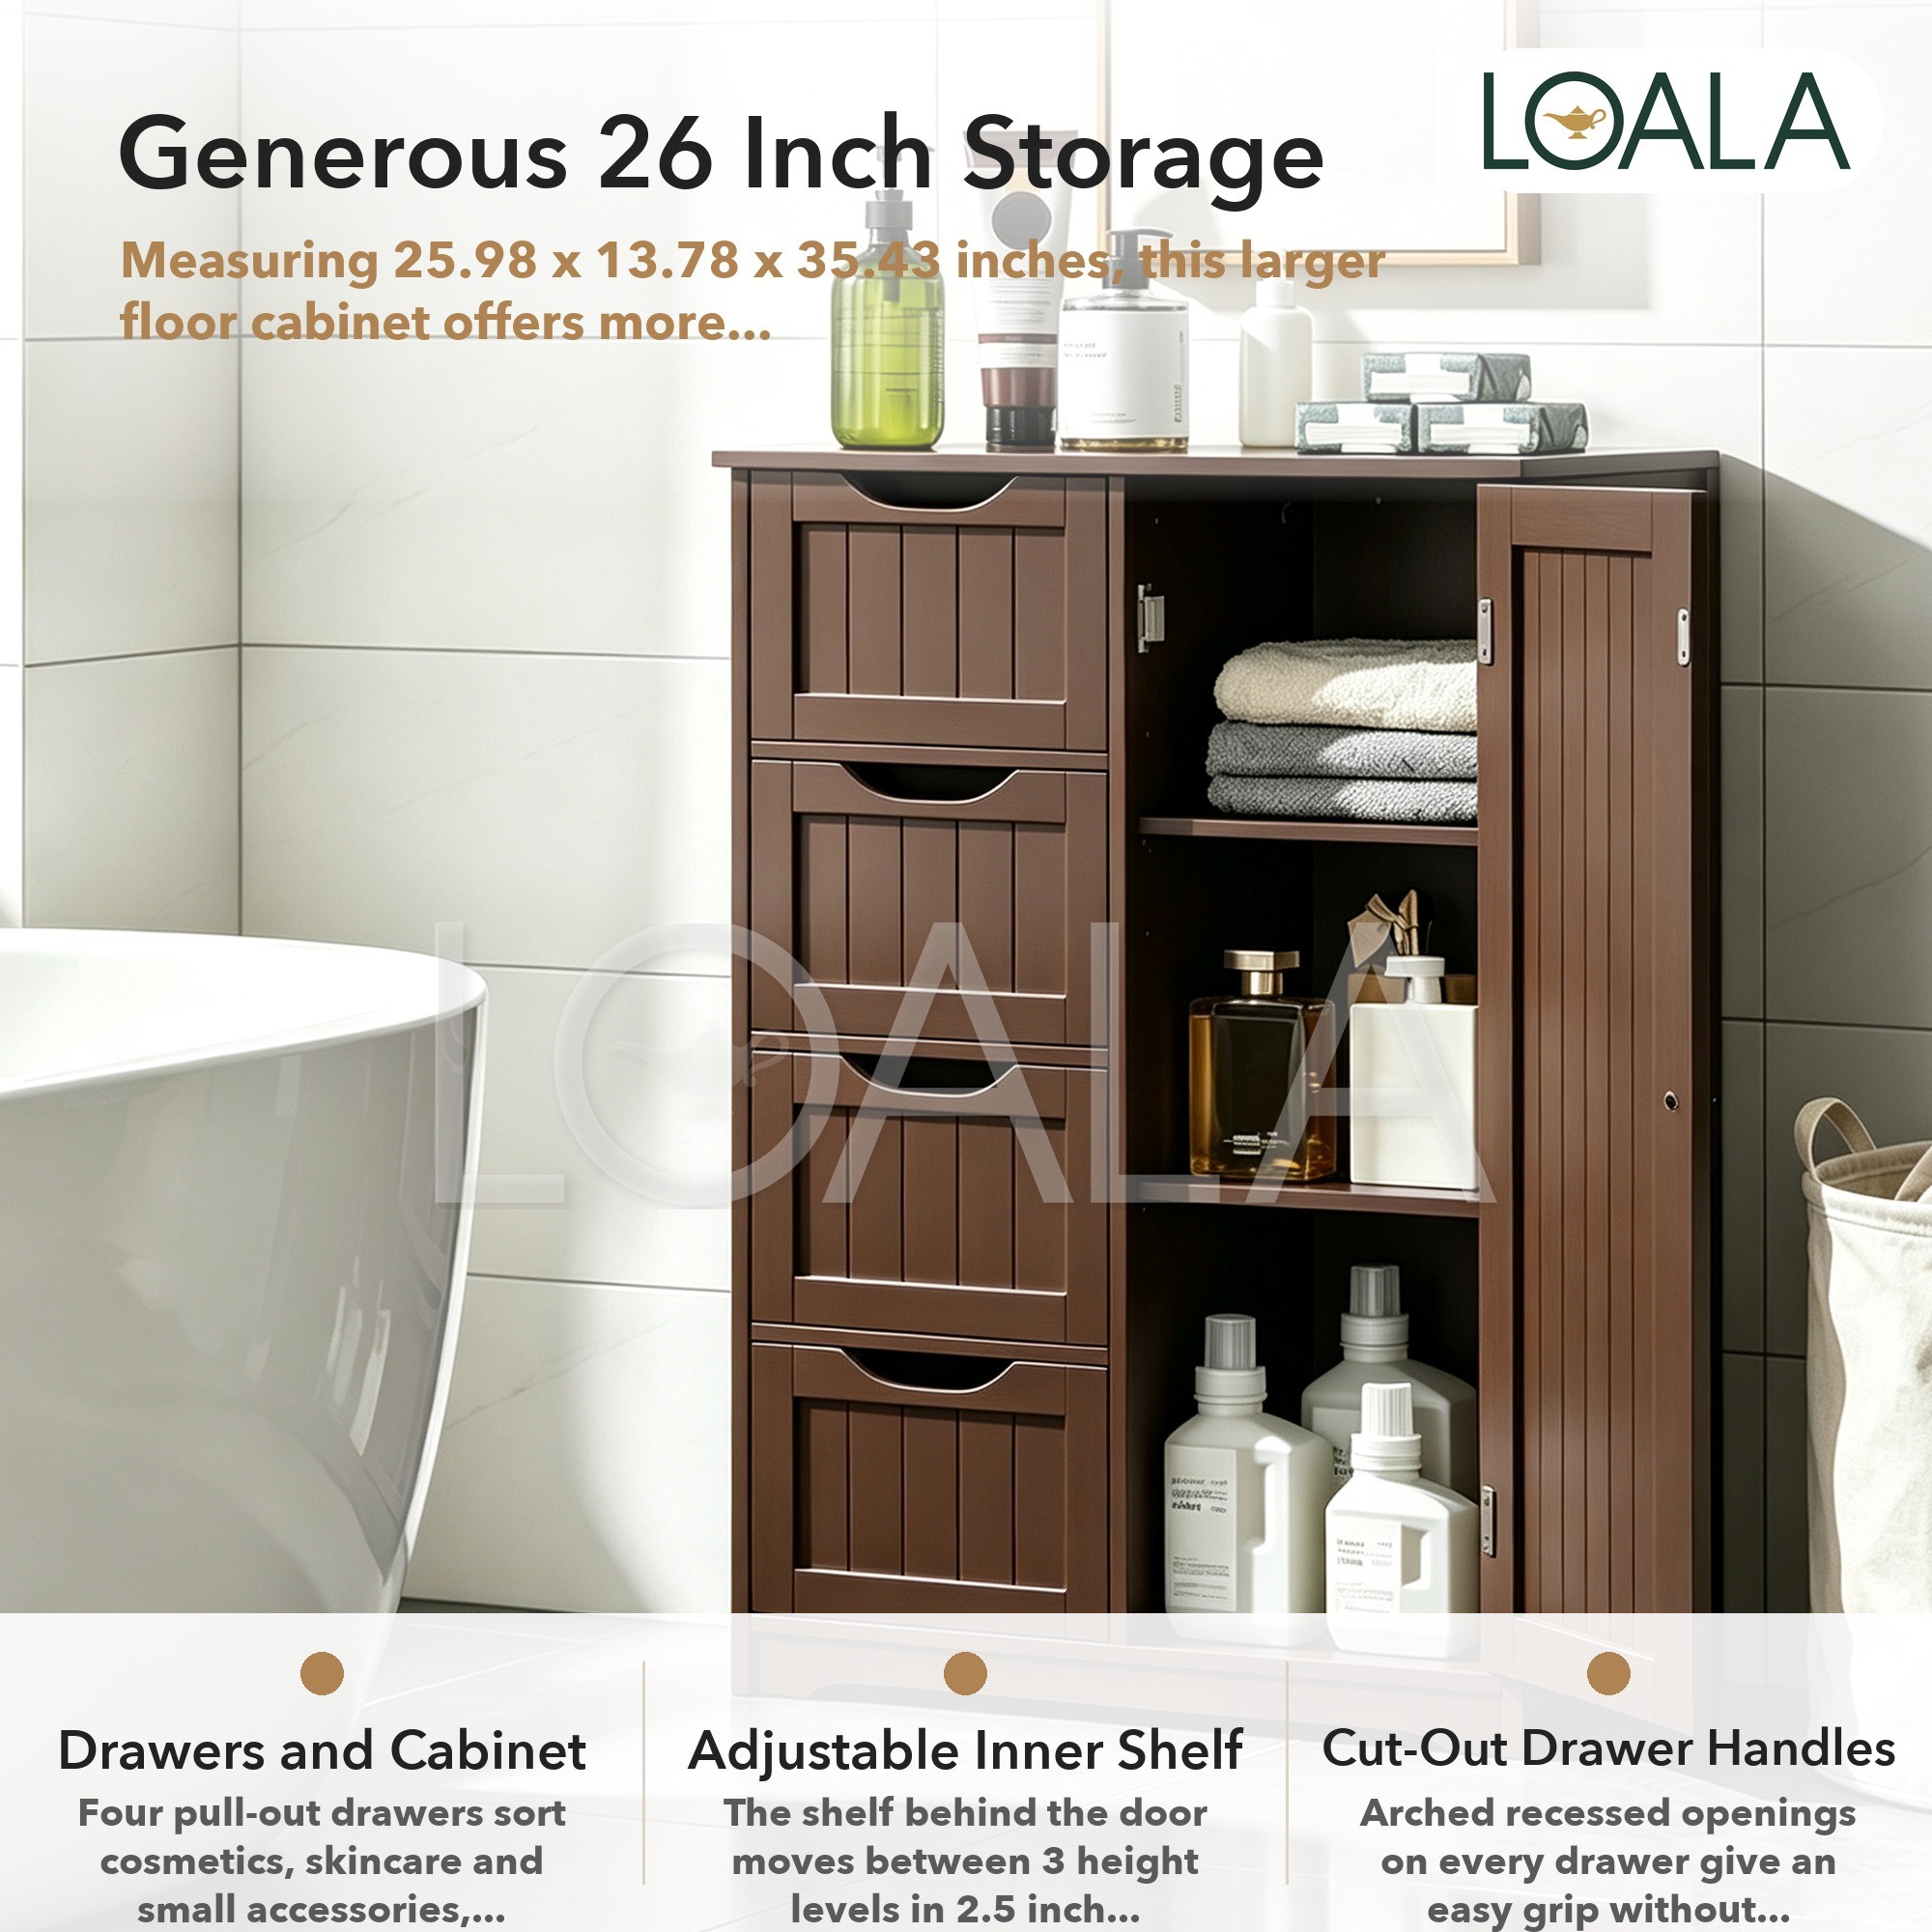 LOALA
Generous 26 Inch Storage
Measuring 25.98 x 13.78 x 35.43 inches, this larger
floor cabinet offers more...
LOALA
Drawers and Cabinet
Four pull-out drawers sort
cosmetics, skincare and
small accessories,...
Adjustable Inner Shelf
The shelf behind the door
moves between 3 height
levels in 2.5 inch...
Cut-Out Drawer Handles
Arched recessed openings
on every drawer give an
easy grip without...